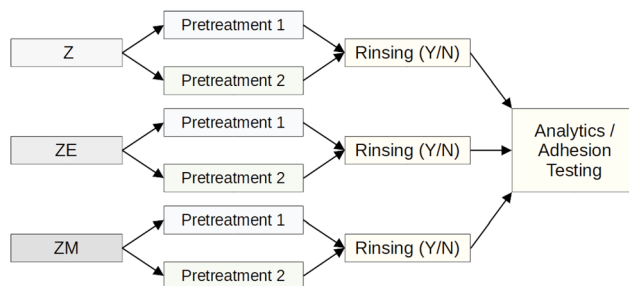 Pretreatment 1
Z
Rinsing (Y/N)
Pretreatment 2
Pretreatment 1
ZE
Rinsing (Y/N)
Analytics /
Adhesion
Testing
Pretreatment 2
Pretreatment 1
ZM
Rinsing (Y/N)
Pretreatment 2